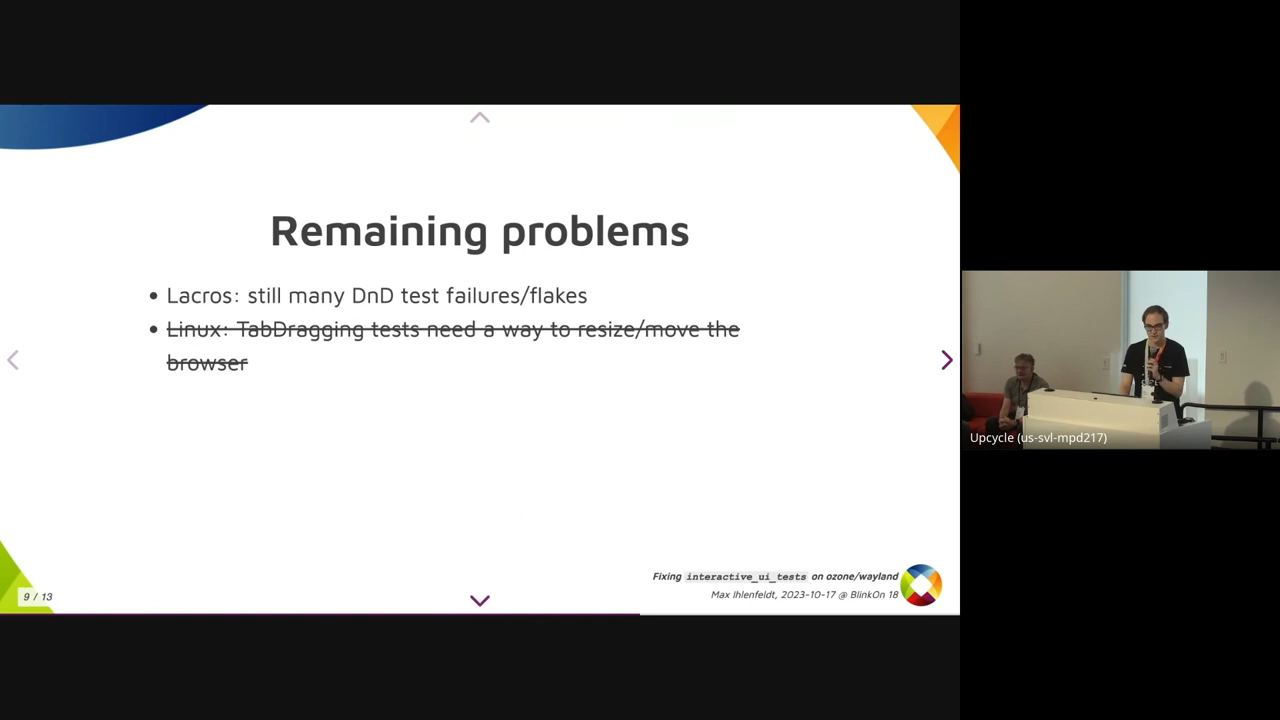 Remaining problems
• Lacros: still many DnD test failures/flakes
• Linux: TabDragging tests need a way to resize/move the
browser
Upcycle (us-svl-mpd217)
Fixing interactive_ui_tests on ozone/wayland
Max Ihlenfeldt, 2023-10-17 @ BlinkOn 18
9 / 13